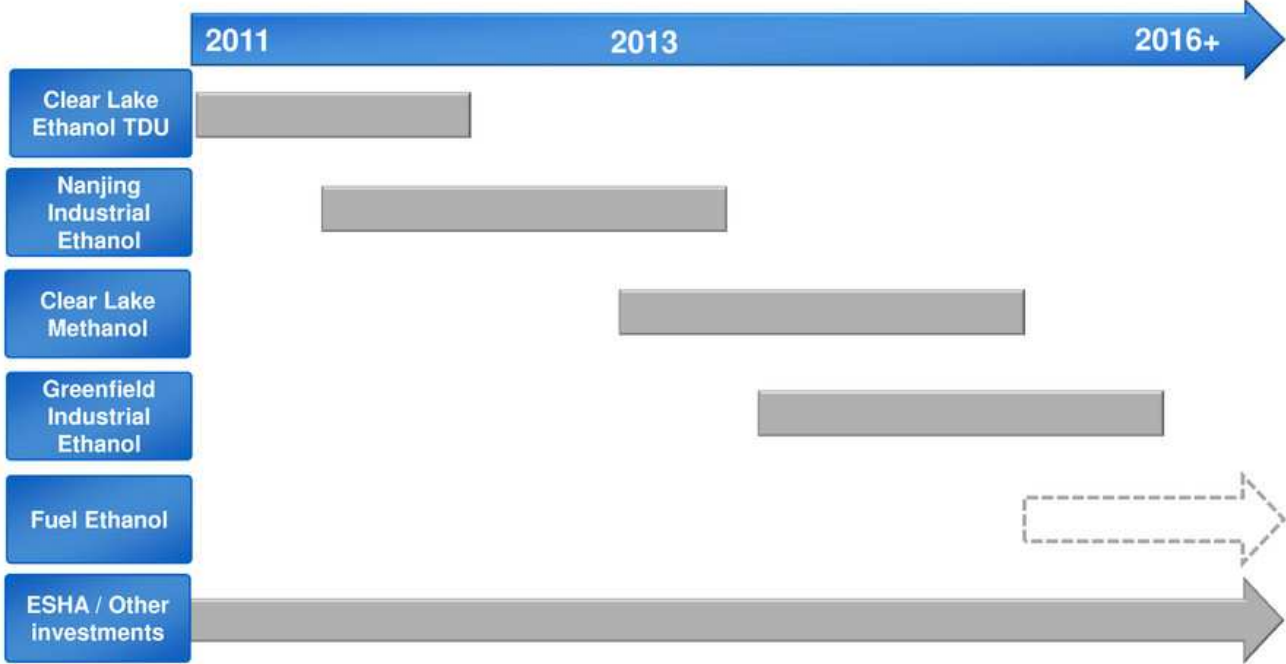 2011 2013 2016+
Clear Lake
Ethanol TDU
Nanjing
Industrial
Ethanol
Clear Lake
Methanol
Greenfield
Industrial
Ethanol
Fuel Ethanol
ESHA / Other
investments